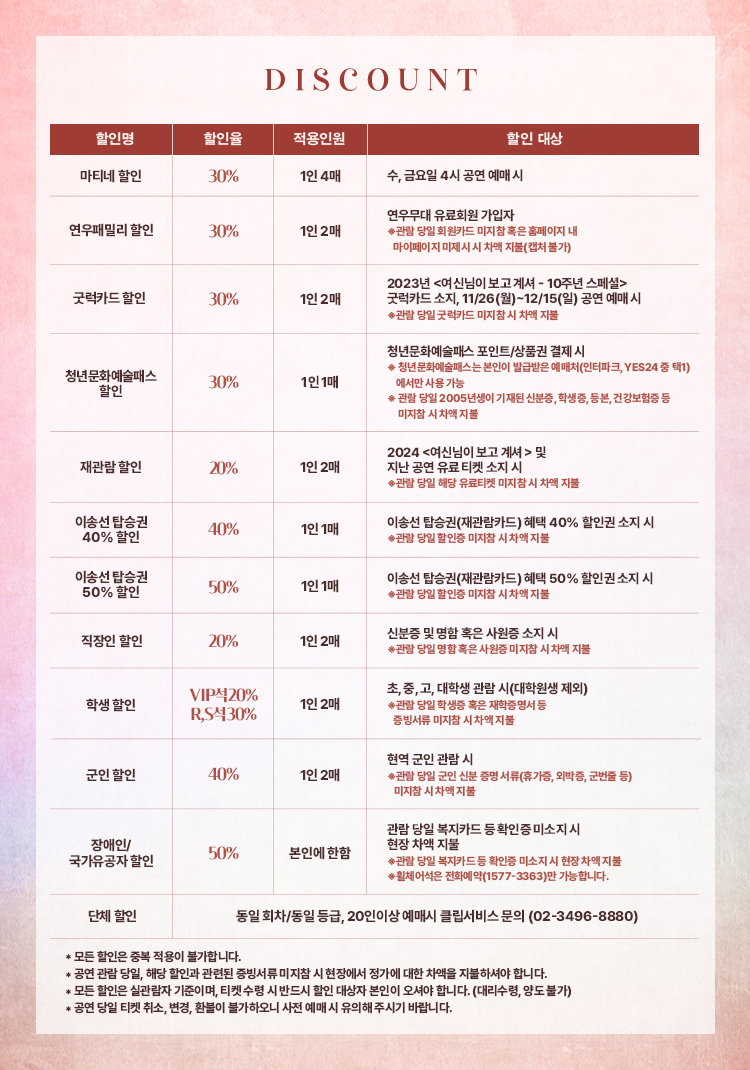 DISCOUNT
할인명 할인율 적용인원 할인 대상
마티네 할인 30% 1인 4매 수, 금요일 4시 공연 예매 시
연우패밀리 할인 30% 1인 2매 연우무대 유료회원 가입자
※관람 당일 회원카드 미지참 혹은 홈페이지 내
마이페이지 미제시 시 차액 지불(캡처 불가)
굿럭카드 할인 30% 1인 2매 2023년 <여신님이 보고 계셔 - 10주년 스페셜>
굿럭카드 소지, 11/26(월)~12/15(일) 공연 예매 시
※관람 당일 굿럭카드 미지참 시 차액 지불
청년문화예술패스
할인 30% 1인 1매 청년문화예술패스 포인트/상품권 결제 시
※ 청년문화예술패스는 본인이 발급받은 예매처(인터파크, YES24 중 택1)
에서만 사용 가능
※ 관람 당일 2005년생이 기재된 신분증, 학생증, 등본, 건강보험증 등
미지참 시 차액 지불
재관람 할인 20% 1인 2매 2024 <여신님이 보고 계셔> 및
지난 공연 유료 티켓 소지 시
※관람 당일 해당 유료티켓 미지참 시 차액 지불
이송선 탑승권
40% 할인 40% 1인 1매 이송선 탑승권(재관람카드) 혜택 40% 할인권 소지 시
※관람 당일 할인증 미지참 시 차액 지불
이송선 탑승권
50% 할인 50% 1인 1매 이송선 탑승권(재관람카드) 혜택 50% 할인권 소지 시
※관람 당일 할인증 미지참 시 차액 지불
직장인 할인 20% 1인 2매 신분증 및 명함 혹은 사원증 소지 시
※관람 당일 명함 혹은 사원증 미지참 시 차액 지불
학생 할인 VIP석20%
R,S석30% 1인 2매 초, 중, 고, 대학생 관람 시(대학원생 제외)
※관람 당일 학생증 혹은 재학증명서 등
증빙서류 미지참 시 차액 지불
군인 할인 40% 1인 2매 현역 군인 관람 시
※관람 당일 군인 신분 증명 서류(휴가증, 외박증, 군번줄 등)
미지참 시 차액 지불
장애인/
국가유공자 할인 50% 본인에 한함 관람 당일 복지카드 등 확인증 미소지 시
현장 차액 지불
※관람 당일 복지카드 등 확인증 미소지 시 현장 차액 지불
※휠체어석은 전화예약(1577-3363)만 가능합니다.
단체 할인 동일 회차/동일 등급, 20인이상 예매시 클립서비스 문의 (02-3496-8880)
* 모든 할인은 중복 적용이 불가합니다.
* 공연 관람 당일, 해당 할인과 관련된 증빙서류 미지참 시 현장에서 정가에 대한 차액을 지불하셔야 합니다.
* 모든 할인은 실관람자 기준이며, 티켓 수령 시 반드시 할인 대상자 본인이 오셔야 합니다. (대리수령, 양도 불가)
* 공연 당일 티켓 취소, 변경, 환불이 불가하오니 사전 예매 시 유의해 주시기 바랍니다.